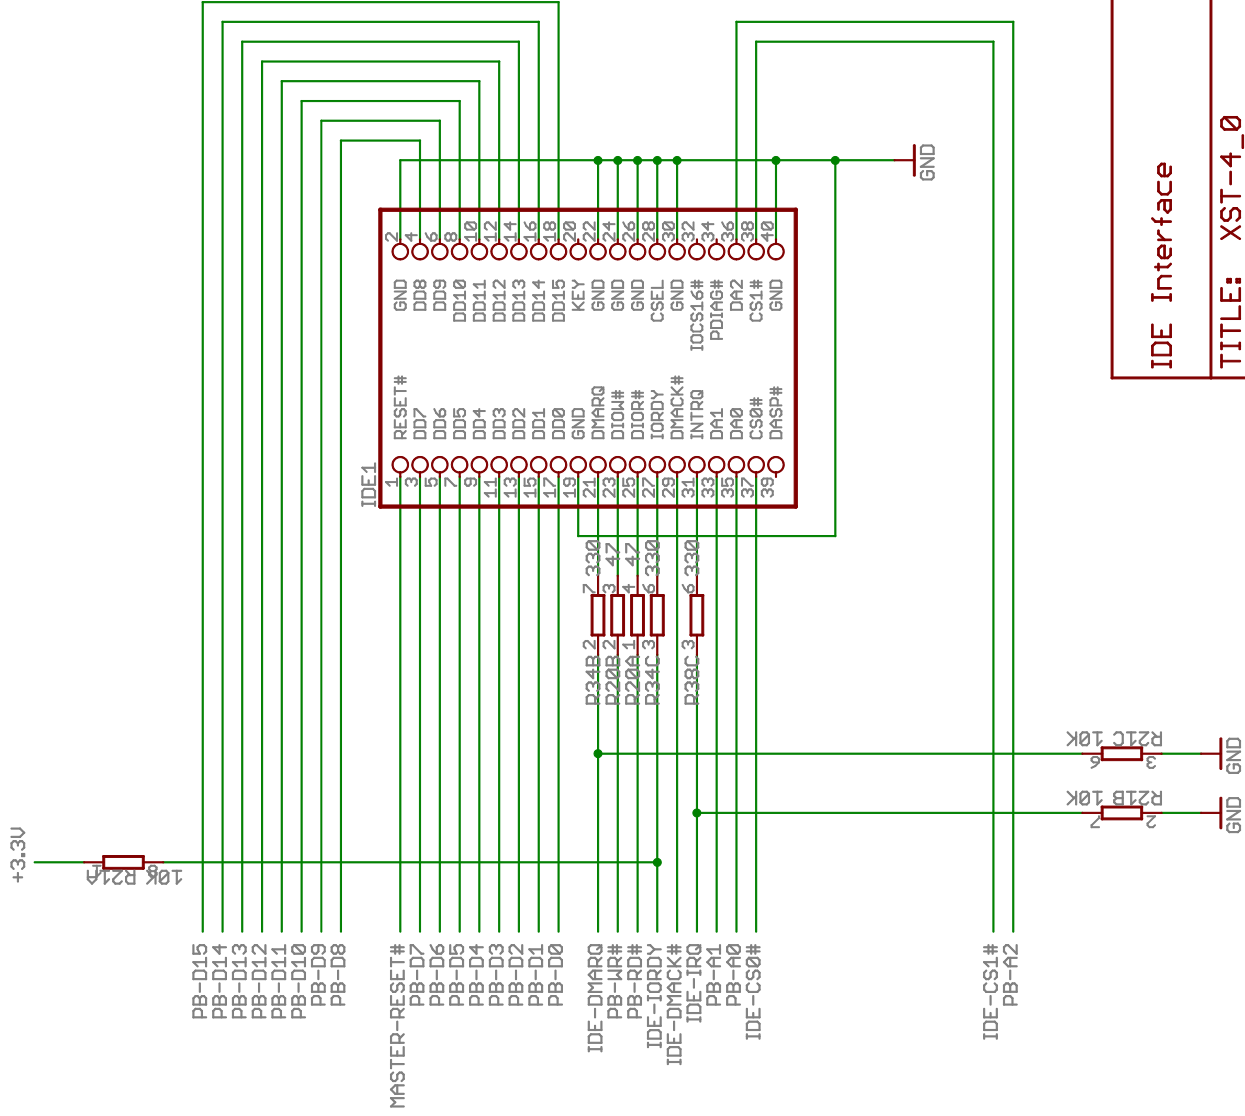 IDE Interface
TITLE: XST-4_0
GND
2
4
6
8
10
12
14
16
18
20
22
24
26
28
30
32
34
36
38
40
GND
DD8
DD9
DD10
DD11
DD12
DD13
DD14
DD15
KEY
GND
GND
GND
CSEL
GND
IOCS16#
PDIAG#
DA2
CS1#
GND
RESET#
DD7
DD6
DD5
DD4
DD3
DD2
DD1
DD0
GND
DMARQ
DIOW#
DIOR#
IORDY
DMACK#
INTRQ
DA1
DA0
CS0#
DASP#
IDE1
1
3
5
7
9
11
13
15
17
19
21
23
25
27
29
31
33
35
37
39
7 330
3 47
4 47
6 330
6 330
R34B 2
R20B 2
R20A 1
R34C 3
R38C 3
R21C 10K
6 3
GND
R21B 10K
7 2
GND
+3.3V
R21A 10K
1 8
PB-D15
PB-D14
PB-D13
PB-D12
PB-D11
PB-D10
PB-D9
PB-D8
MASTER-RESET#
PB-D7
PB-D6
PB-D5
PB-D4
PB-D3
PB-D2
PB-D1
PB-D0
IDE-DMARQ
PB-WR#
PB-RD#
IDE-IORDY
IDE-DMACK#
IDE-IRQ
PB-A1
PB-A0
IDE-CS0#
IDE-CS1#
PB-A2